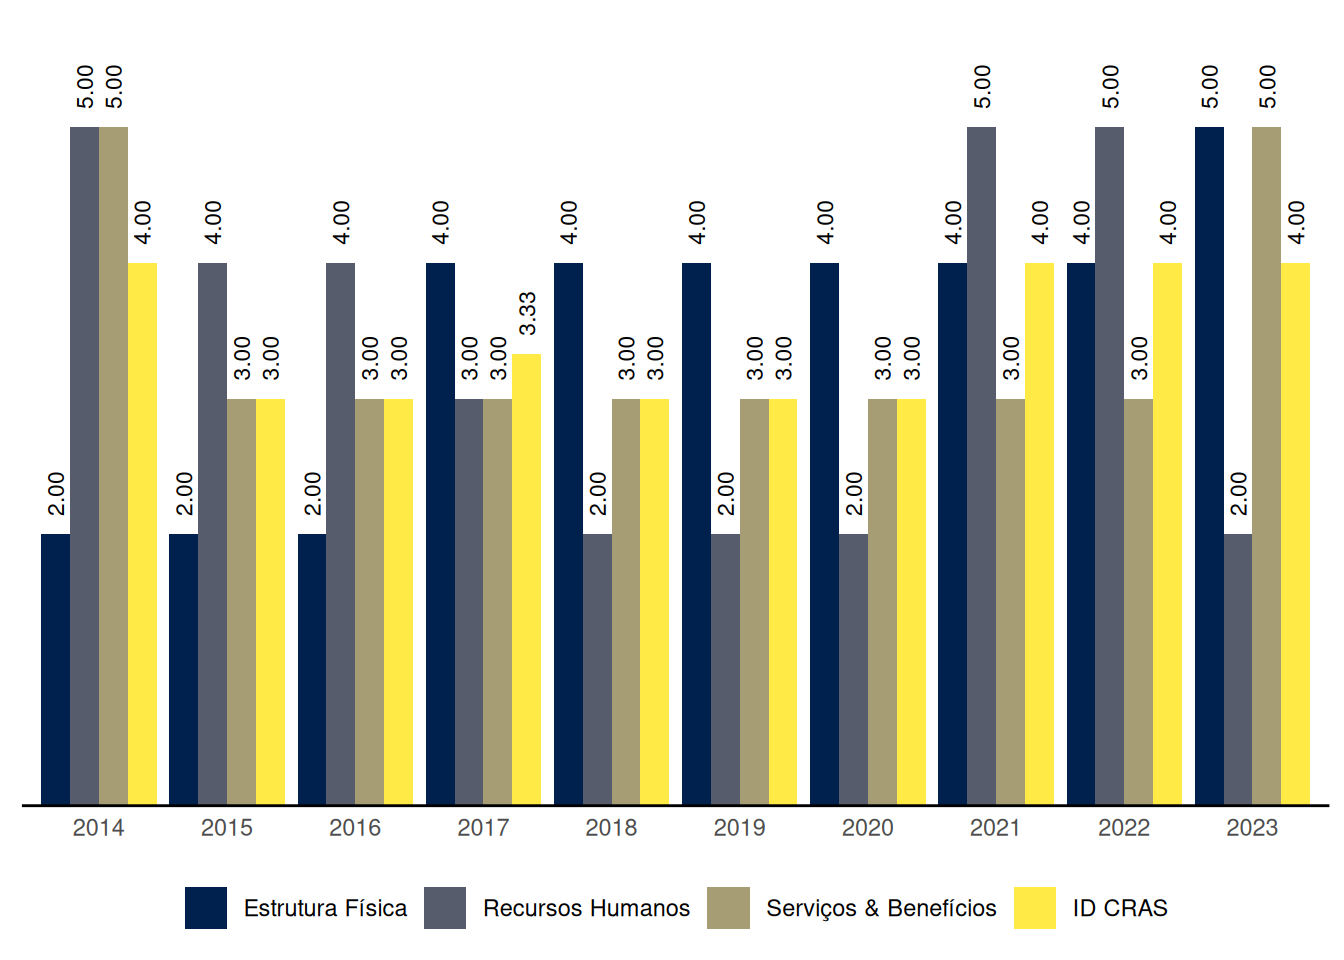 5.00 5.00 5.00 5.00 5.00 5.00
4.00 4.00 4.00 4.00 4.00 4.00 4.00 4.00 4.00 4.00 4.00 4.00
3.33
3.00 3.00 3.00 3.00 3.00 3.00 3.00 3.00 3.00 3.00 3.00 3.00 3.00 3.00
2.00 2.00 2.00 2.00 2.00 2.00 2.00
2014 2015 2016 2017 2018 2019 2020 2021 2022 2023
Estrutura Física Recursos Humanos Serviços & Benefícios ID CRAS